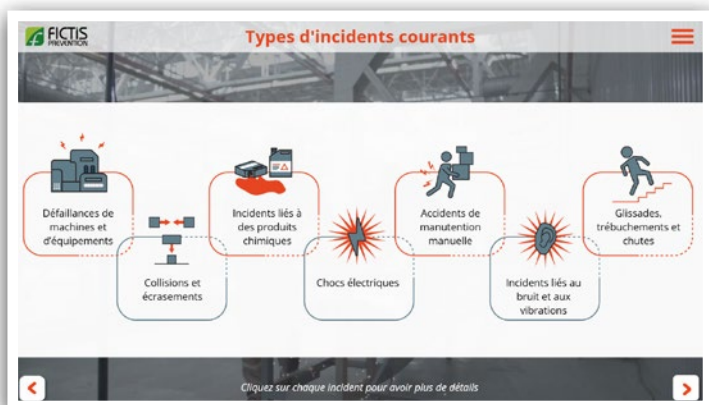 FICTIS
PREVENTION
Types d'incidents courants
Défaillances de
machines et
d'équipements
Collisions et
écrasements
Incidents liés à
des produits
chimiques
Chocs électriques
Accidents de
manutention
manuelle
Incidents liés au
bruit et aux
vibrations
Glissades,
trébuchements et
chutes
Cliquez sur chaque incident pour avoir plus de détails